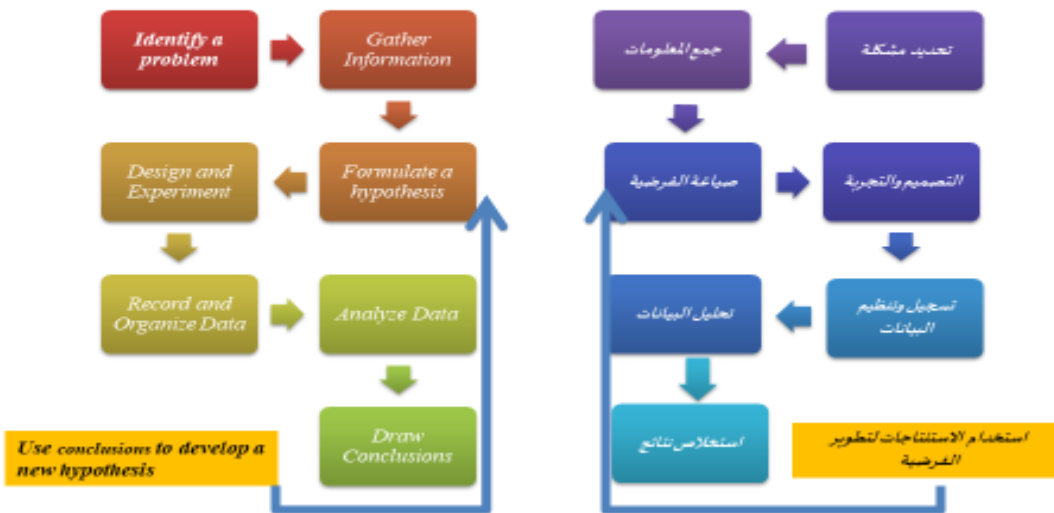 Identify a
problem
Gather
Information
Formulate a
hypothesis
Design and
Experiment
Record and
Organize Data
Analyze Data
Draw
Conclusions
Use conclusions to develop a
new hypothesis
تحديد مشكلة
جمع المعلومات
صياغة الفرضية
التصميم والتجربة
تسجيل وتنظيم
البيانات
تحليل البيانات
استخلاص نتائج
استخدام الاستنتاجات لتطوير
الفرضية